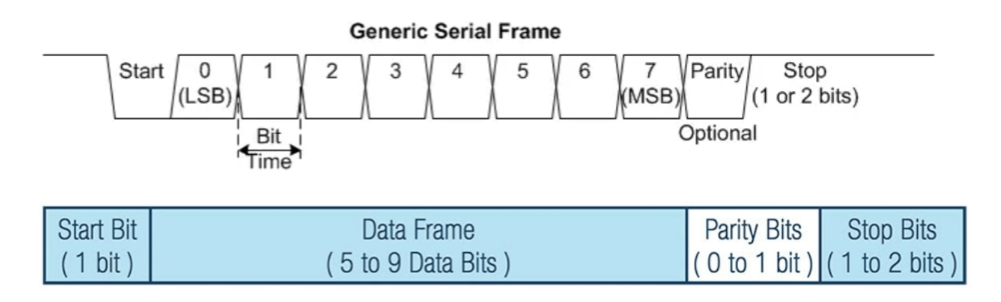 Generic Serial Frame
Start 0 1 2 3 4 5 6 7 Parity Stop
(LSB) (MSB) (1 or 2 bits)
Bit Optional
Time
Start Bit Data Frame Parity Bits Stop Bits
( 1 bit ) ( 5 to 9 Data Bits ) ( 0 to 1 bit ) ( 1 to 2 bits )